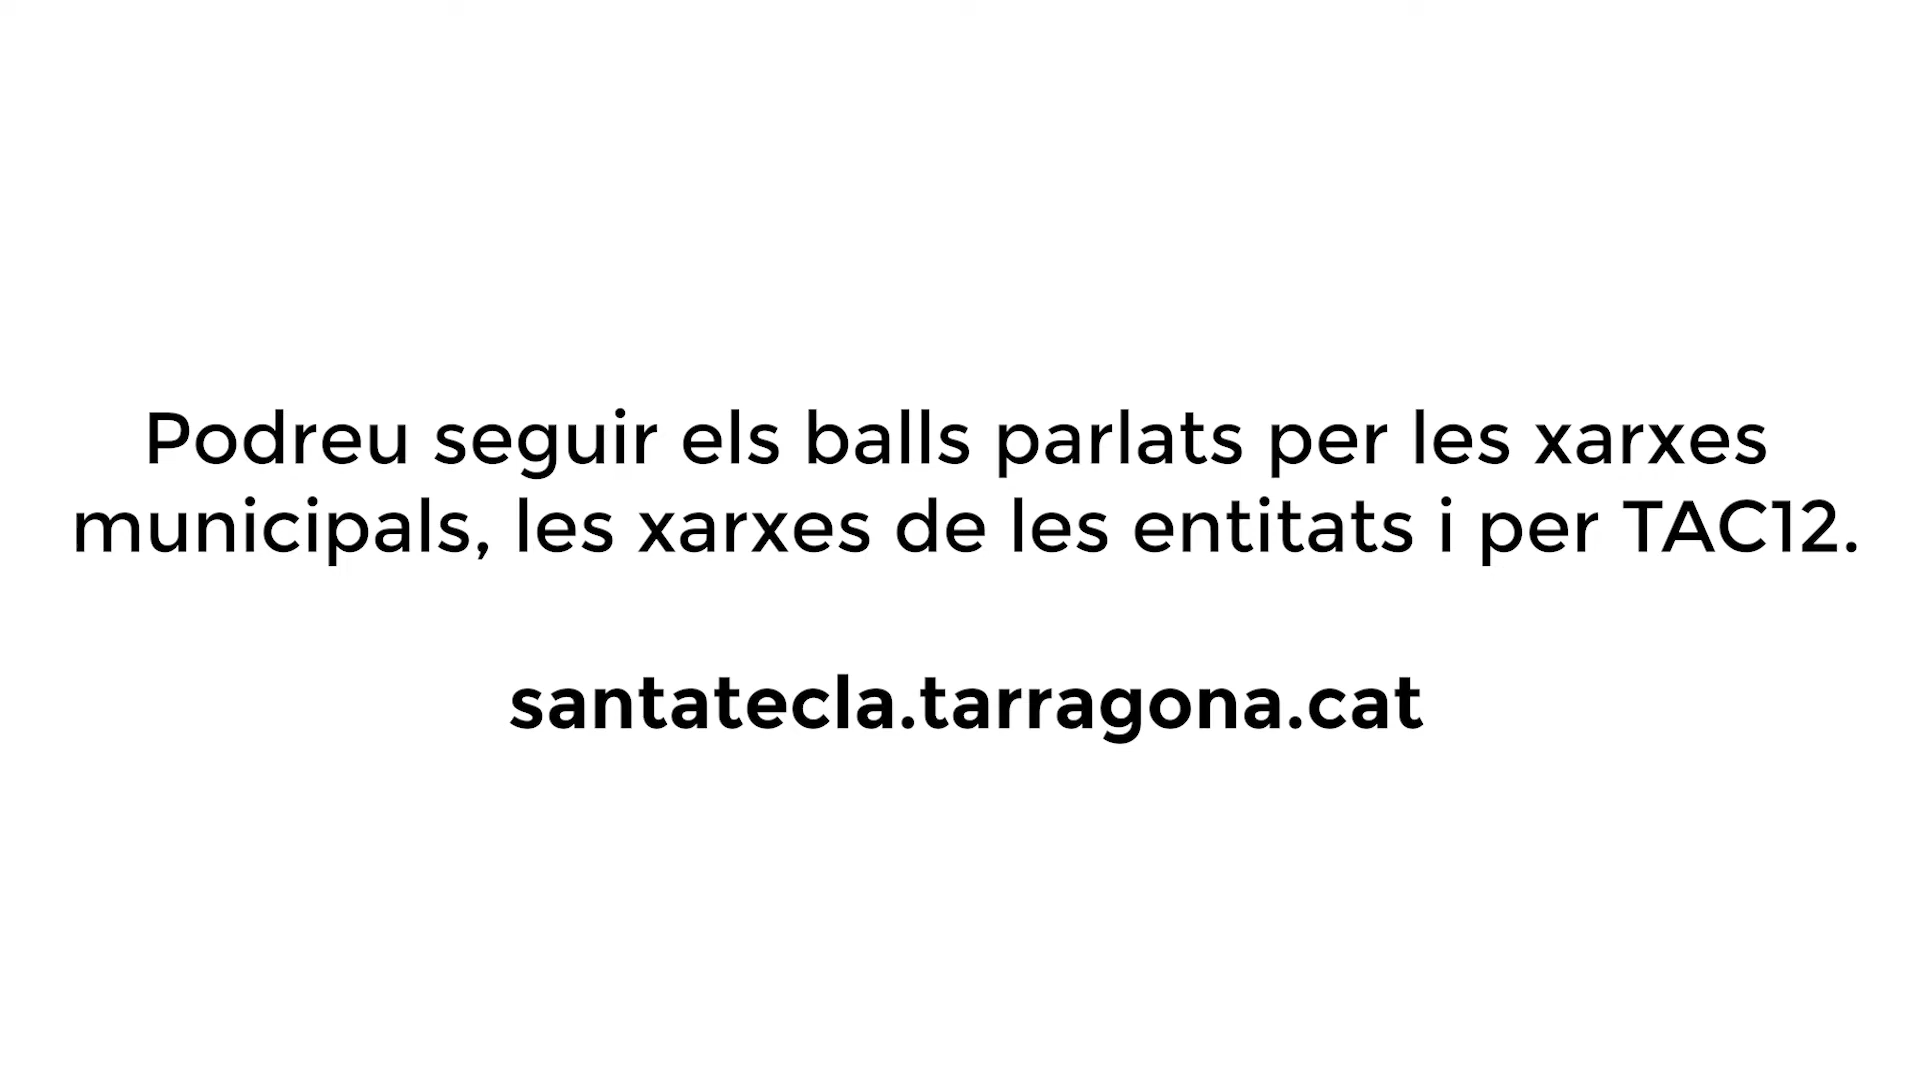 Podreu seguir els balls parlats per les xarxes
municipals, les xarxes de les entitats i per TAC12.
santatecla.tarragona.cat